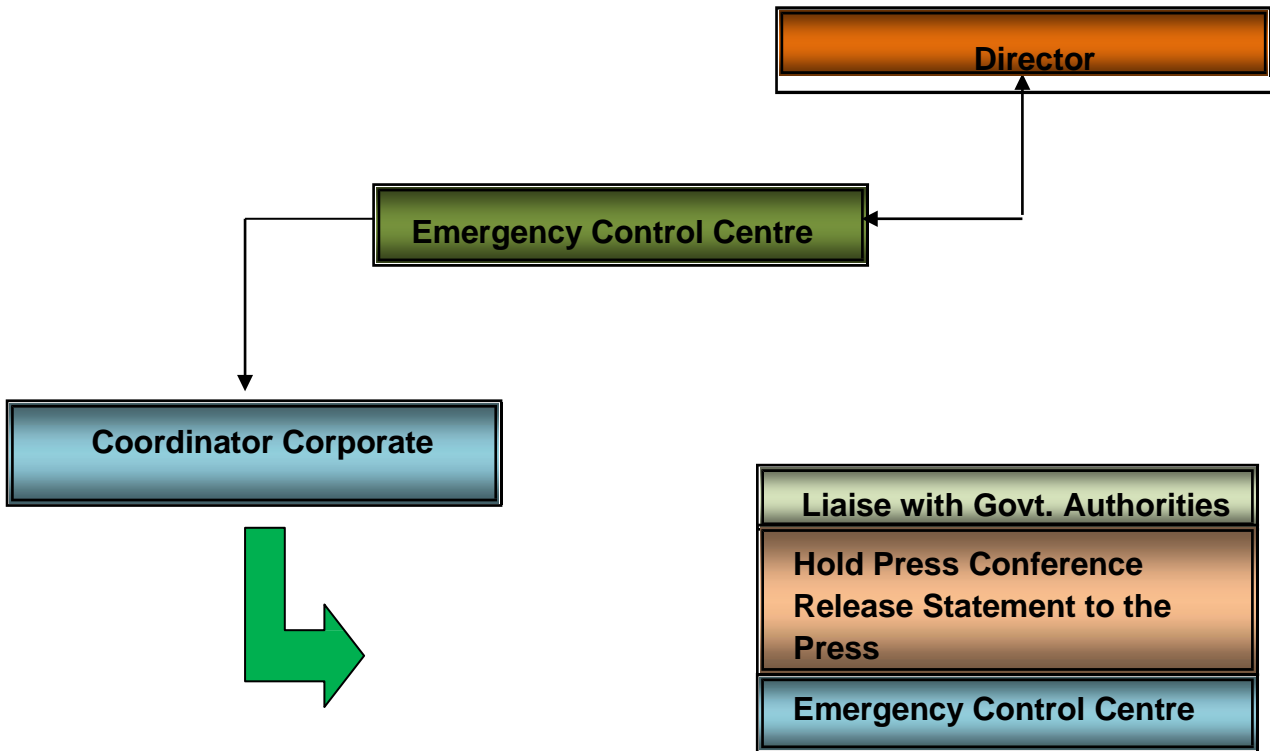 Director
Emergency Control Centre
Coordinator Corporate
Liaise with Govt. Authorities
Hold Press Conference
Release Statement to the
Press
Emergency Control Centre